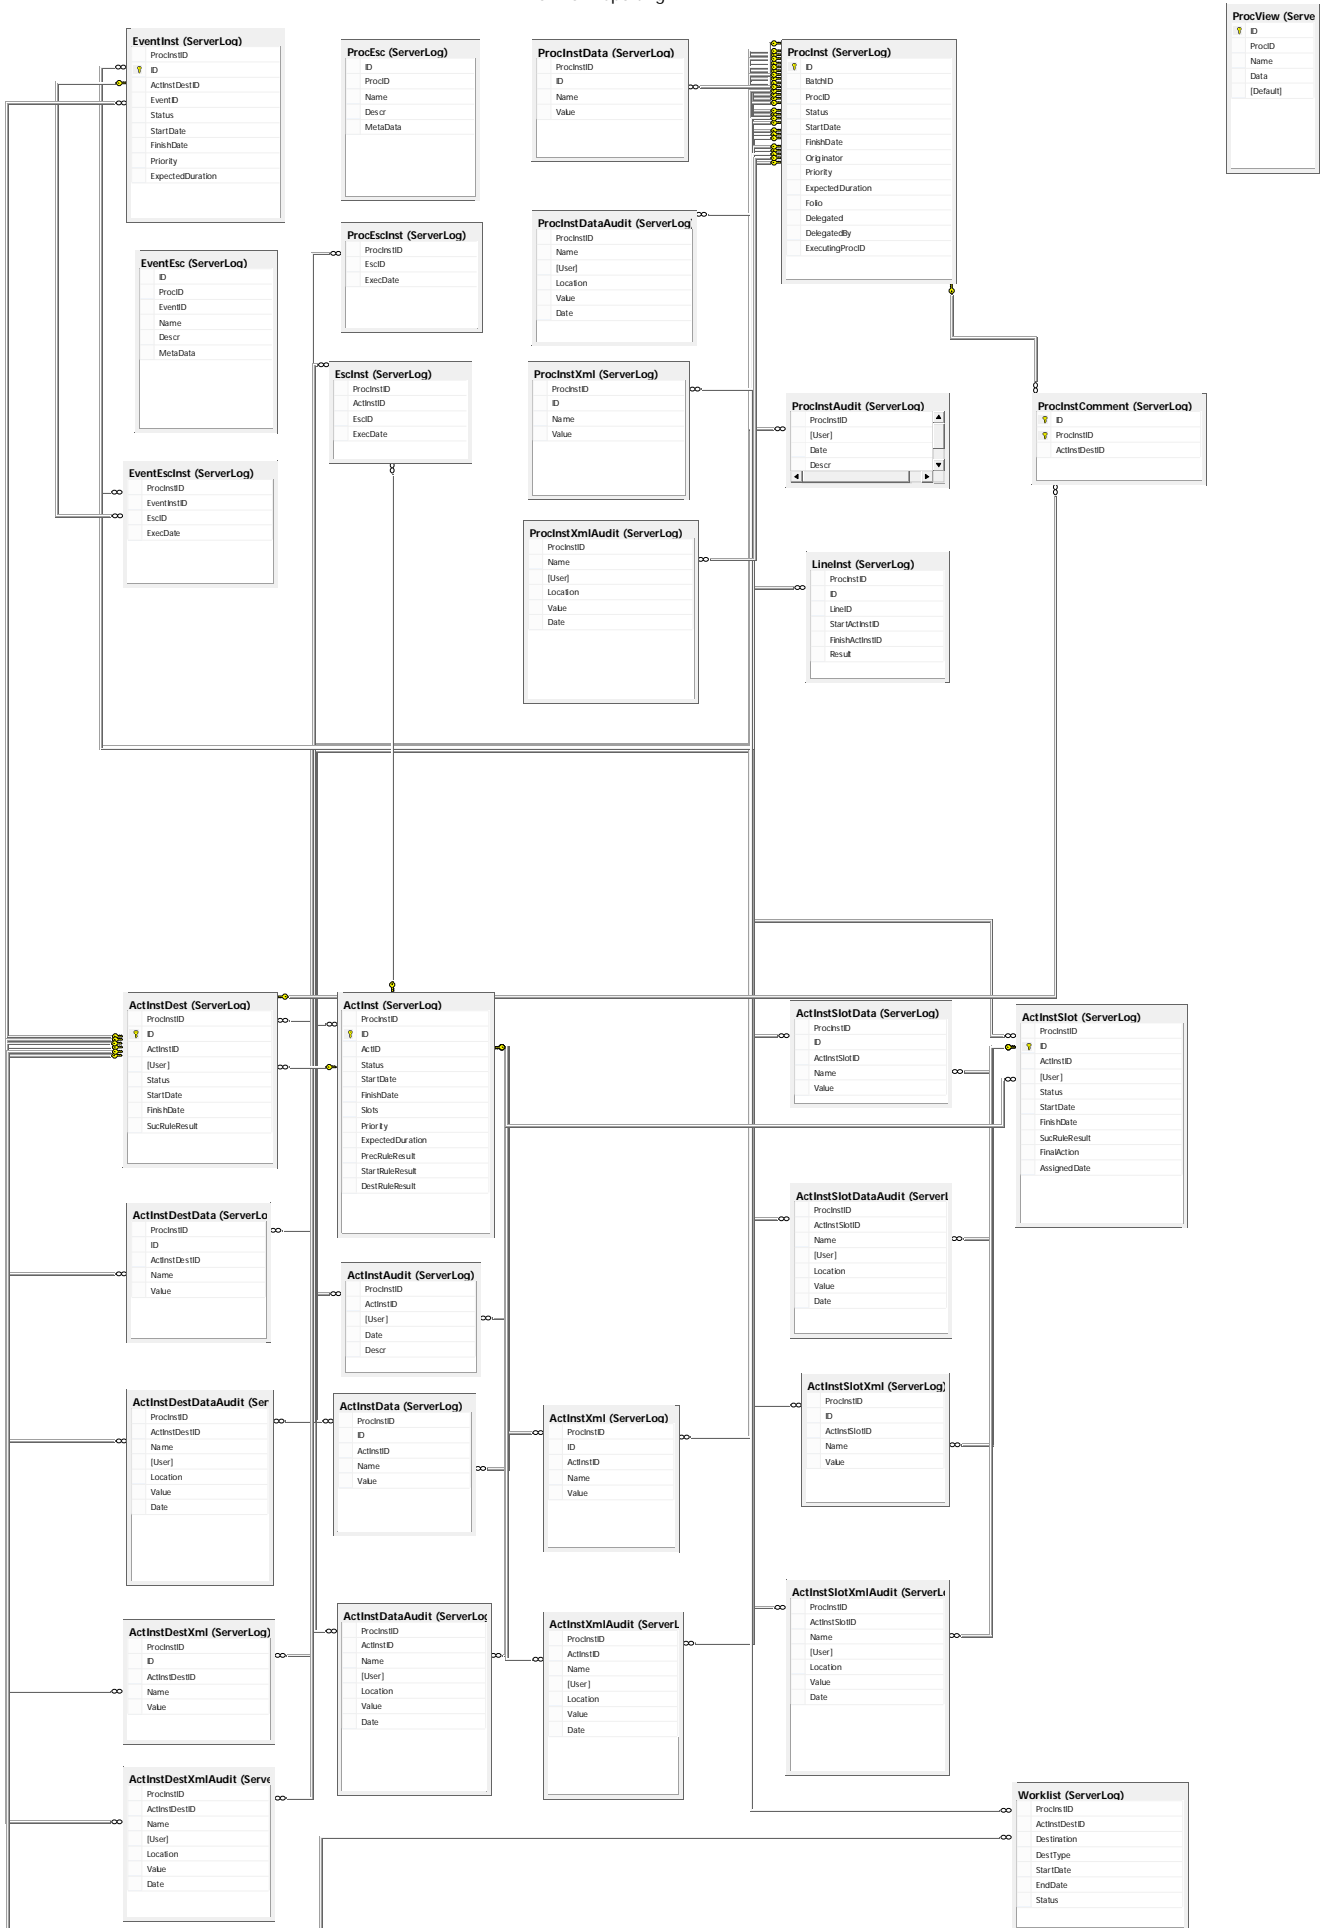 EventInst (ServerLog)
ProcInstID
ID
ActInstDestID
EventID
Status
StartDate
FinishDate
Priority
ExpectedDuration
ProcEsc (ServerLog)
ID
ProcID
Name
Descr
MetaData
ProcInstData (ServerLog)
ProcInstID
ID
Name
Value
ProcInst (ServerLog)
ID
BatchID
ProcID
Status
StartDate
FinishDate
Originator
Priority
ExpectedDuration
Folio
Delegated
DelegatedBy
ExecutingProcID
ProcView (Serve
ID
ProcID
Name
Data
[Default]
EventEsc (ServerLog)
ID
ProcID
EventID
Name
Descr
MetaData
ProcEscInst (ServerLog)
ProcInstID
EscID
ExecDate
ProcInstDataAudit (ServerLog
ProcInstID
Name
[User]
Location
Value
Date
EscInst (ServerLog)
ProcInstID
ActInstID
EscID
ExecDate
ProcInstXml (ServerLog)
ProcInstID
ID
Name
Value
ProcInstAudit (ServerLog)
ProcInstID
[User]
Date
Descr
ProcInstComment (ServerLog)
ID
ProcInstID
ActInstDestID
EventEscInst (ServerLog)
ProcInstID
EventInstID
EscID
ExecDate
ProcInstXmlAudit (ServerLog)
ProcInstID
Name
[User]
Location
Value
Date
LineInst (ServerLog)
ProcInstID
ID
LineID
StartActInstID
FinishActInstID
Result
ActInstDest (ServerLog)
ProcInstID
ID
ActInstID
[User]
Status
StartDate
FinishDate
SucRuleResult
ActInst (ServerLog)
ProcInstID
ID
ActID
Status
StartDate
FinishDate
Slots
Priority
ExpectedDuration
PrecRuleResult
StartRuleResult
DestRuleResult
ActInstSlotData (ServerLog)
ProcInstID
ID
ActInstSlotID
Name
Value
ActInstSlot (ServerLog)
ProcInstID
ID
ActInstID
[User]
Status
StartDate
FinishDate
SucRuleResult
FinalAction
AssignedDate
ActInstDestData (ServerLo
ProcInstID
ID
ActInstDestID
Name
Value
ActInstAudit (ServerLog)
ProcInstID
ActInstID
[User]
Date
Descr
ActInstSlotDataAudit (ServerL
ProcInstID
ActInstSlotID
Name
[User]
Location
Value
Date
ActInstDestDataAudit (Ser
ProcInstID
ActInstDestID
Name
[User]
Location
Value
Date
ActInstData (ServerLog)
ProcInstID
ID
ActInstID
Name
Value
ActInstXml (ServerLog)
ProcInstID
ID
ActInstID
Name
Value
ActInstSlotXml (ServerLog)
ProcInstID
ID
ActInstSlotID
Name
Value
ActInstDestXml (ServerLog)
ProcInstID
ID
ActInstDestID
Name
Value
ActInstDataAudit (ServerLog
ProcInstID
ActInstID
Name
[User]
Location
Value
Date
ActInstXmlAudit (ServerL
ProcInstID
ActInstID
Name
[User]
Location
Value
Date
ActInstSlotXmlAudit (ServerL
ProcInstID
ActInstSlotID
Name
[User]
Location
Value
Date
ActInstDestXmlAudit (Serve
ProcInstID
ActInstDestID
Name
[User]
Location
Value
Date
Worklist (ServerLog)
ProcInstID
ActInstDestID
Destination
DestType
StartDate
EndDate
Status